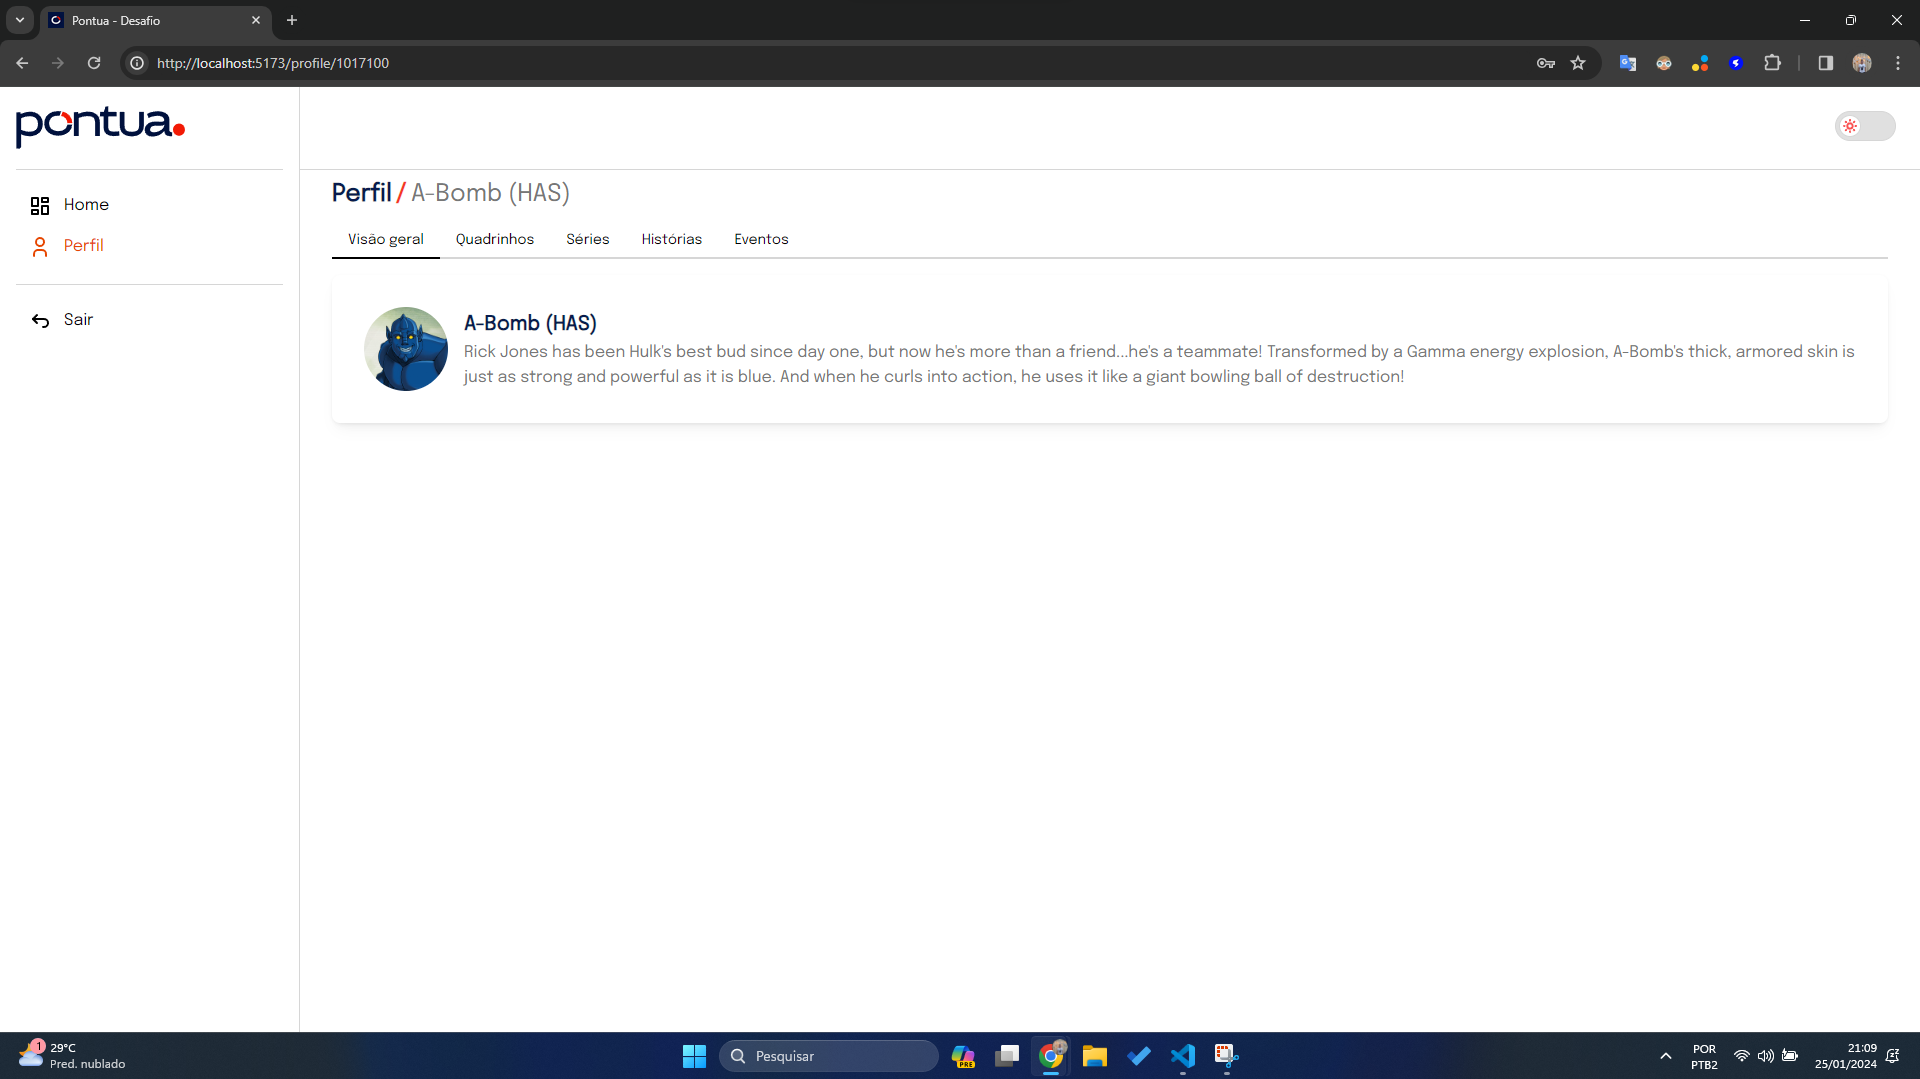 Pontua - Desafio
http://localhost:5173/profile/1017100
pontua.
Home
Perfil
Sair
Perfil / A-Bomb (HAS)
Visão geral
Quadrinhos
Séries
Histórias
Eventos
A-Bomb (HAS)
Rick Jones has been Hulk's best bud since day one, but now he's more than a friend...he's a teammate! Transformed by a Gamma energy explosion, A-Bomb's thick, armored skin is
just as strong and powerful as it is blue. And when he curls into action, he uses it like a giant bowling ball of destruction!
1
29°C
Pred. nublado
Pesquisar
PRE
POR
PTB2
21:09
25/01/2024